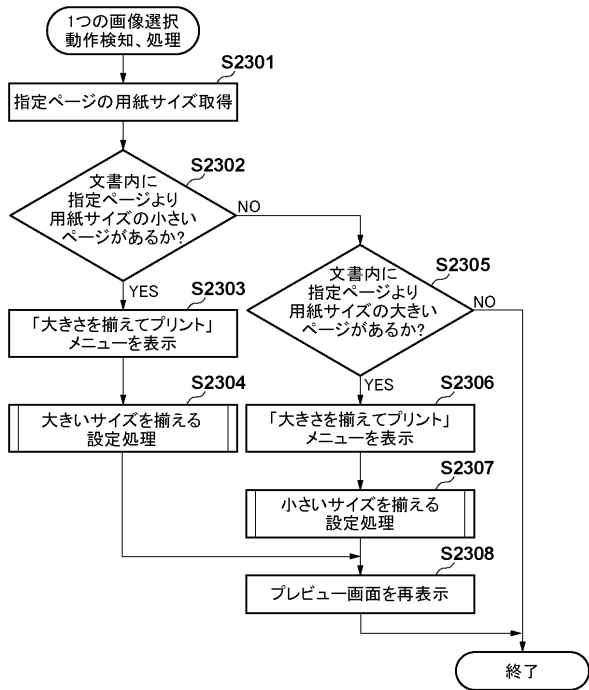 1つの画像選択
動作検知、処理
S2301
指定ページの用紙サイズ取得
S2302
文書内に
指定ページより
用紙サイズの小さい
ページがあるか?
NO
YES
S2303
「大きさを揃えてプリント」
メニューを表示
S2304
大きいサイズを揃える
設定処理
S2305
文書内に
指定ページより
用紙サイズの大きい
ページがあるか?
NO
YES
S2306
「大きさを揃えてプリント」
メニューを表示
S2307
小さいサイズを揃える
設定処理
S2308
プレビュー画面を再表示
終了